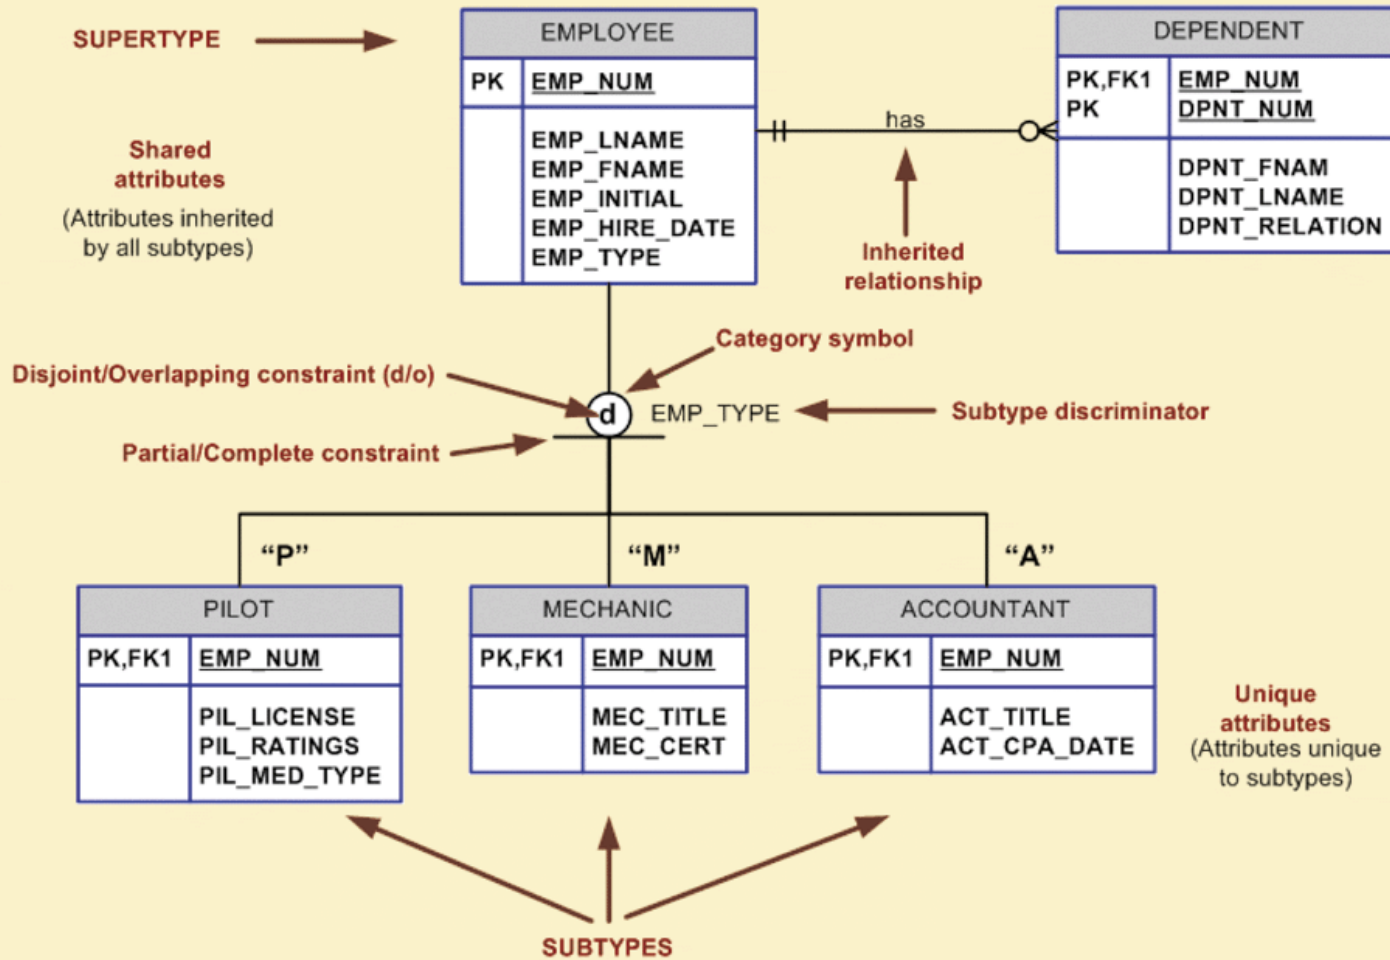 SUPERTYPE
EMPLOYEE
PK EMP_NUM
EMP_LNAME
EMP_FNAME
EMP_INITIAL
EMP_HIRE_DATE
EMP_TYPE
has
DEPENDENT
PK,FK1 EMP_NUM
PK DPNT_NUM
DPNT_FNAM
DPNT_LNAME
DPNT_RELATION
Shared
attributes
(Attributes inherited
by all subtypes)
Inherited
relationship
Category symbol
Disjoint/Overlapping constraint (d/o)
d
EMP_TYPE
Subtype discriminator
Partial/Complete constraint
“P”
“M”
“A”
PILOT
PK,FK1 EMP_NUM
PIL_LICENSE
PIL_RATINGS
PIL_MED_TYPE
MECHANIC
PK,FK1 EMP_NUM
MEC_TITLE
MEC_CERT
ACCOUNTANT
PK,FK1 EMP_NUM
ACT_TITLE
ACT_CPA_DATE
Unique
attributes
(Attributes unique
to subtypes)
SUBTYPES